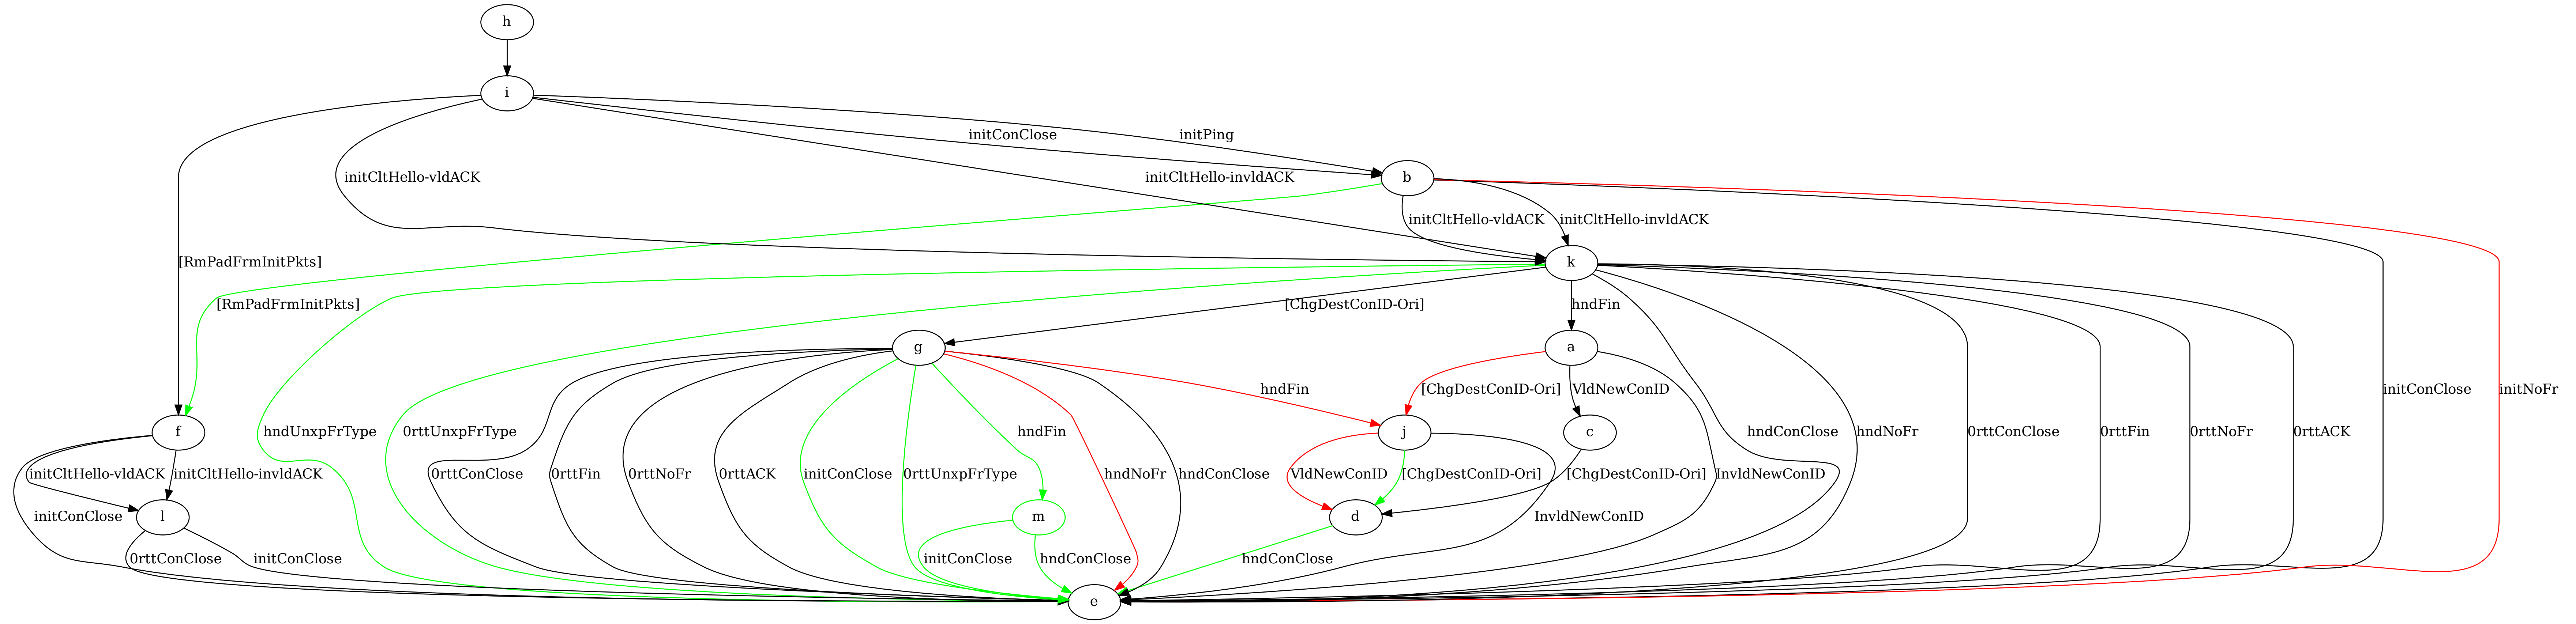 h
i
initConClose
initPing
initCltHello-vldACK
initCltHello-invldACK
b
initCltHello-vldACK
initCltHello-invldACK
[RmPadFrmInitPkts]
k
[RmPadFrmInitPkts]
[ChgDestConID-Ori]
hndFin
g
a
hndFin
[ChgDestConID-Ori]
VldNewConID
initConClose
initNoFr
f
hndUnxpFrType
0rttUnxpFrType
hndFin
j
c
hndConClose
hndNoFr
0rttConClose
0rttFin
0rttNoFr
0rttACK
initCltHello-vldACK
initCltHello-invldACK
0rttConClose
0rttFin
0rttNoFr
0rttACK
initConClose
0rttUnxpFrType
hndNoFr
hndConClose
VldNewConID
[ChgDestConID-Ori]
[ChgDestConID-Ori]
InvldNewConID
initConClose
l
m
d
InvldNewConID
0rttConClose
initConClose
initConClose
hndConClose
hndConClose
e